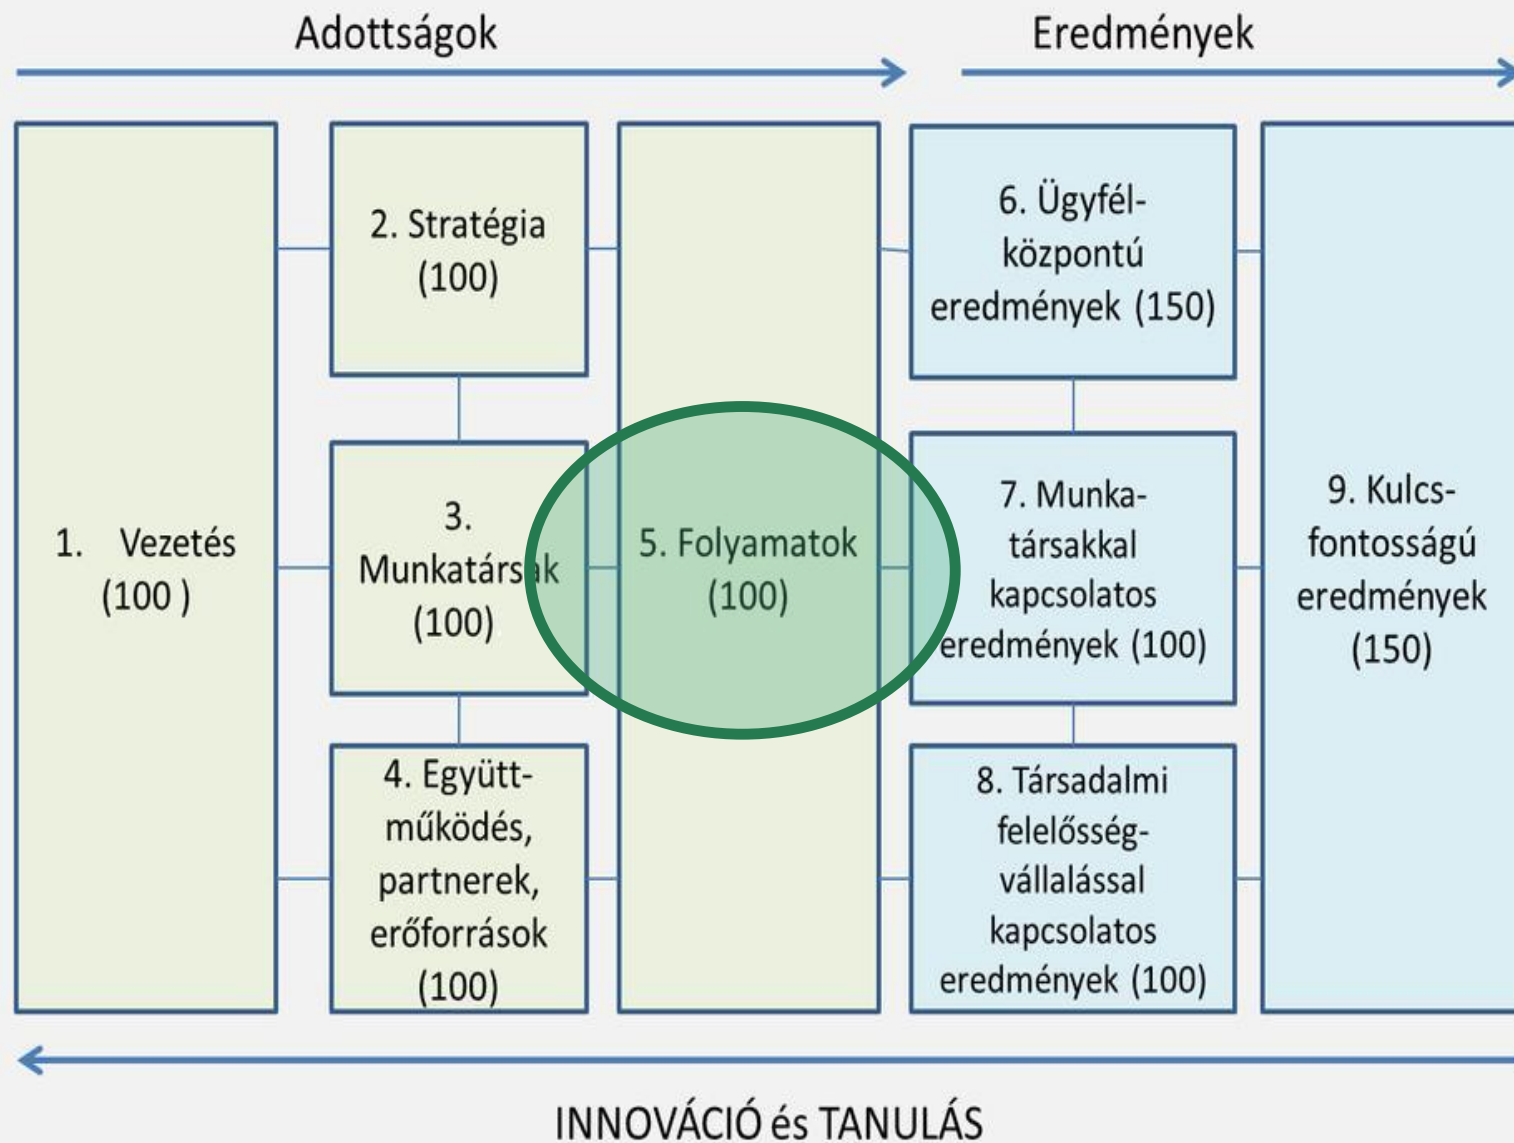 Adottságok
Eredmények
1. Vezetés
(100 )
2. Stratégia
(100)
3.
Munkatársak
(100)
4. Együtt-
működés,
partnerek,
erőforrások
(100)
5. Folyamatok
(100)
6. Ügyfél-
központú
eredmények (150)
7. Munka-
társakkal
kapcsolatos
eredmények (100)
8. Társadalmi
felelősség-
vállalással
kapcsolatos
eredmények (100)
9. Kulcs-
fontosságú
eredmények
(150)
INNOVÁCIÓ és TANULÁS